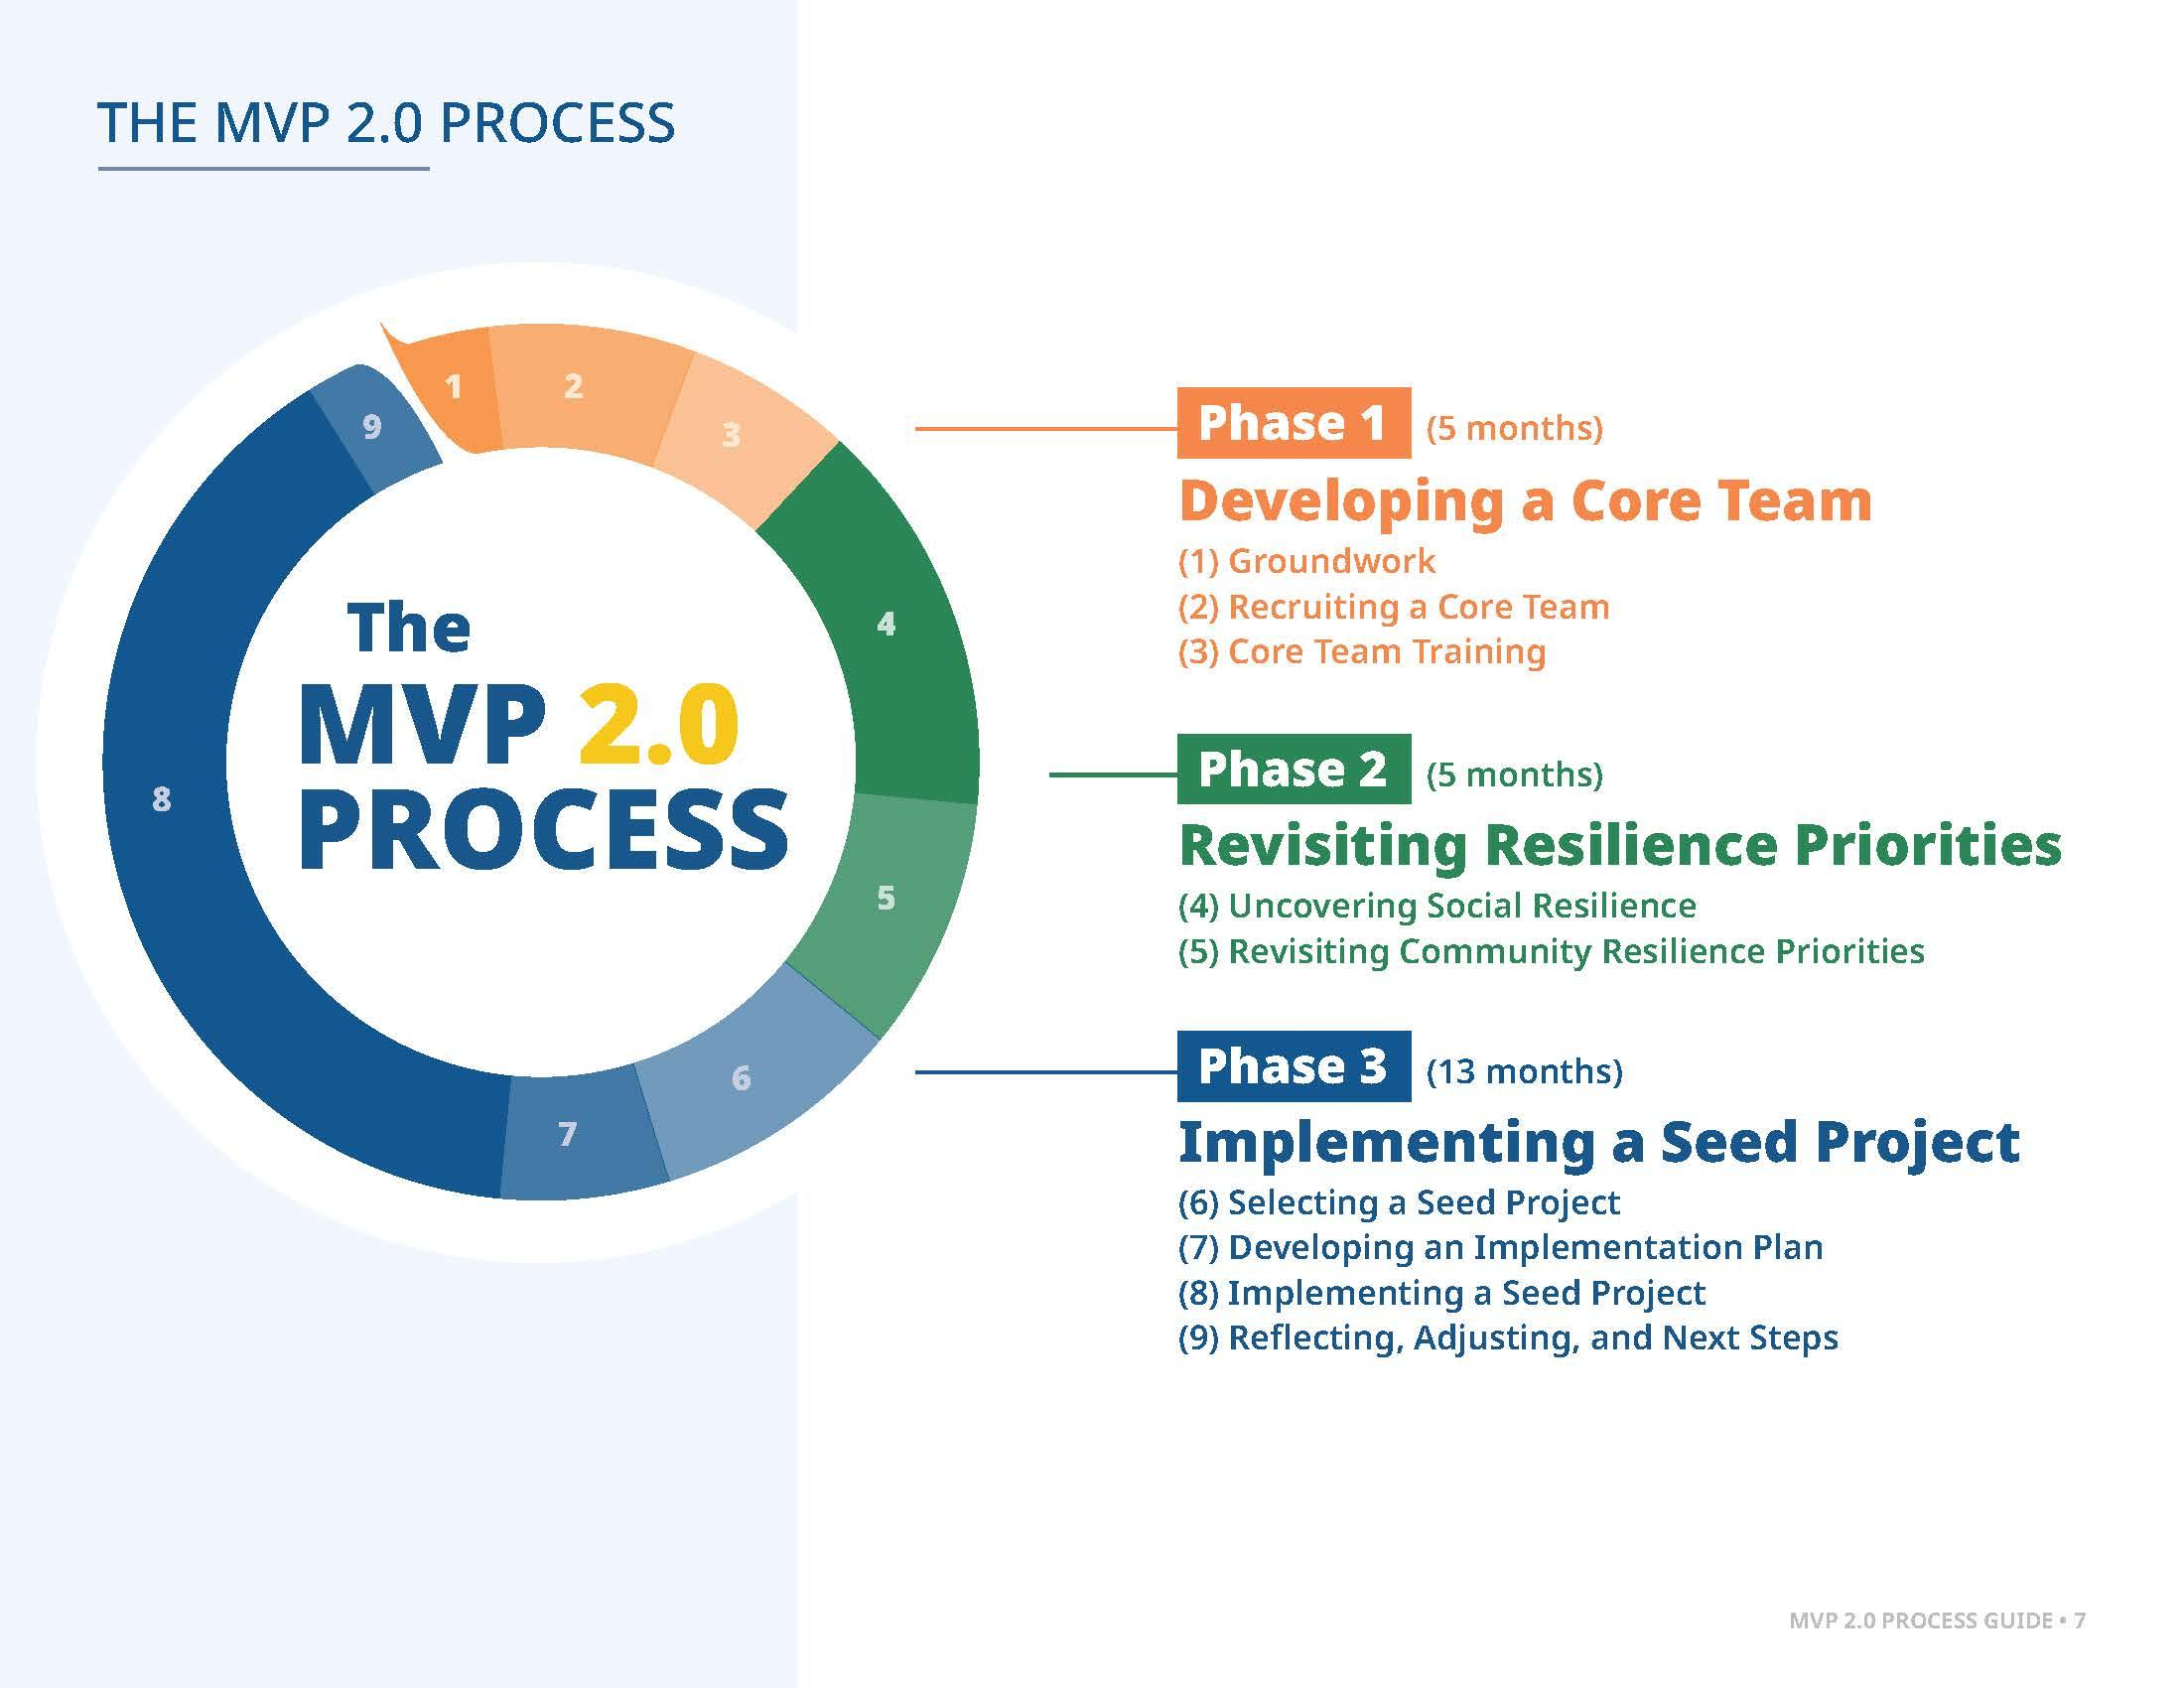 THE MVP 2.0 PROCESS
1
2
3
4
5
6
7
8
9
The
MVP 2.0
PROCESS
Phase 1 (5 months)
Developing a Core Team
(1) Groundwork
(2) Recruiting a Core Team
(3) Core Team Training
Phase 2 (5 months)
Revisiting Resilience Priorities
(4) Uncovering Social Resilience
(5) Revisiting Community Resilience Priorities
Phase 3 (13 months)
Implementing a Seed Project
(6) Selecting a Seed Project
(7) Developing an Implementation Plan
(8) Implementing a Seed Project
(9) Reflecting, Adjusting, and Next Steps
MVP 2.0 PROCESS GUIDE • 7